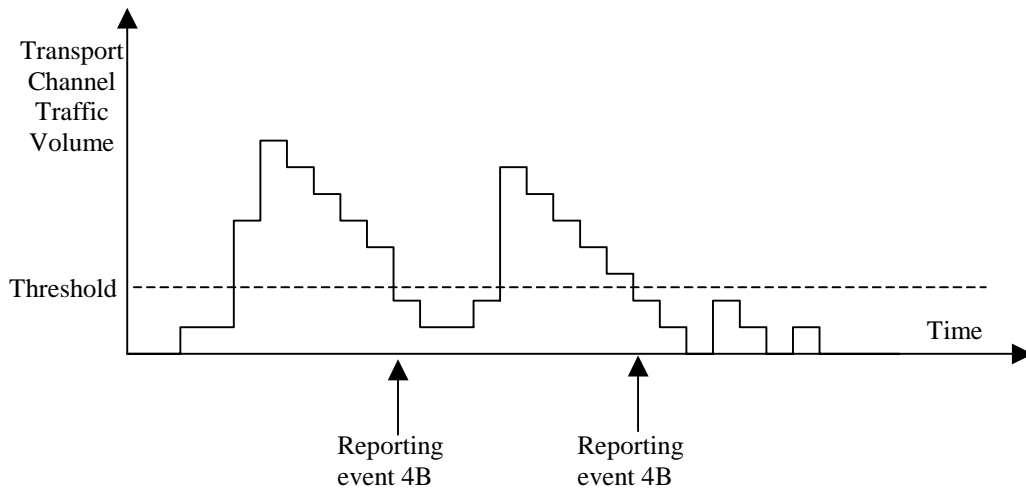 Transport
Channel
Traffic
Volume
Threshold
Time
Reporting
event 4B
Reporting
event 4B